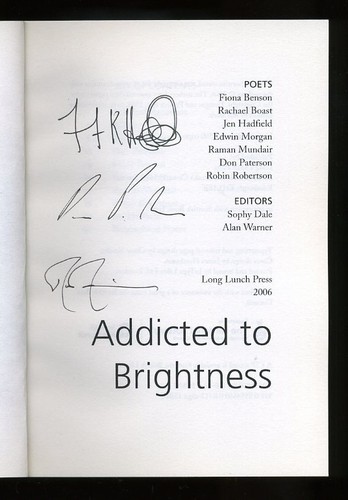 POETS
Fiona Benson
Rachael Boast
Jen Hadfield
Edwin Morgan
Raman Mundair
Don Paterson
Robin Robertson
EDITORS
Sophy Dale
Alan Warner
Long Lunch Press
2006
Addicted to
Brightness